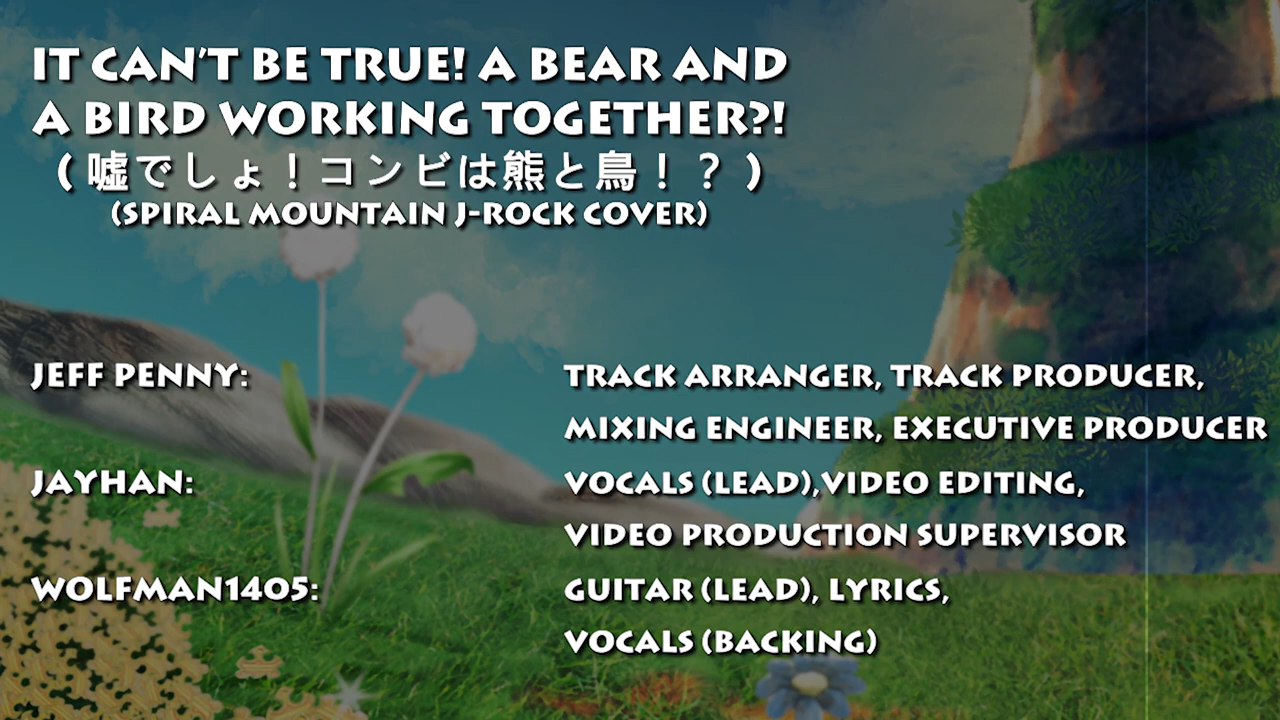 IT CAN'T BE TRUE! A BEAR AND
A BIRD WORKING TOGETHER?!
(嘘でしょ！コンビは熊と鳥！？)
(SPIRAL MOUNTAIN J-ROCK COVER)
JEFF PENNY: TRACK ARRANGER, TRACK PRODUCER,
MIXING ENGINEER, EXECUTIVE PRODUCER
JAYHAN: VOCALS (LEAD),VIDEO EDITING,
VIDEO PRODUCTION SUPERVISOR
WOLFMAN1405: GUITAR (LEAD), LYRICS,
VOCALS (BACKING)